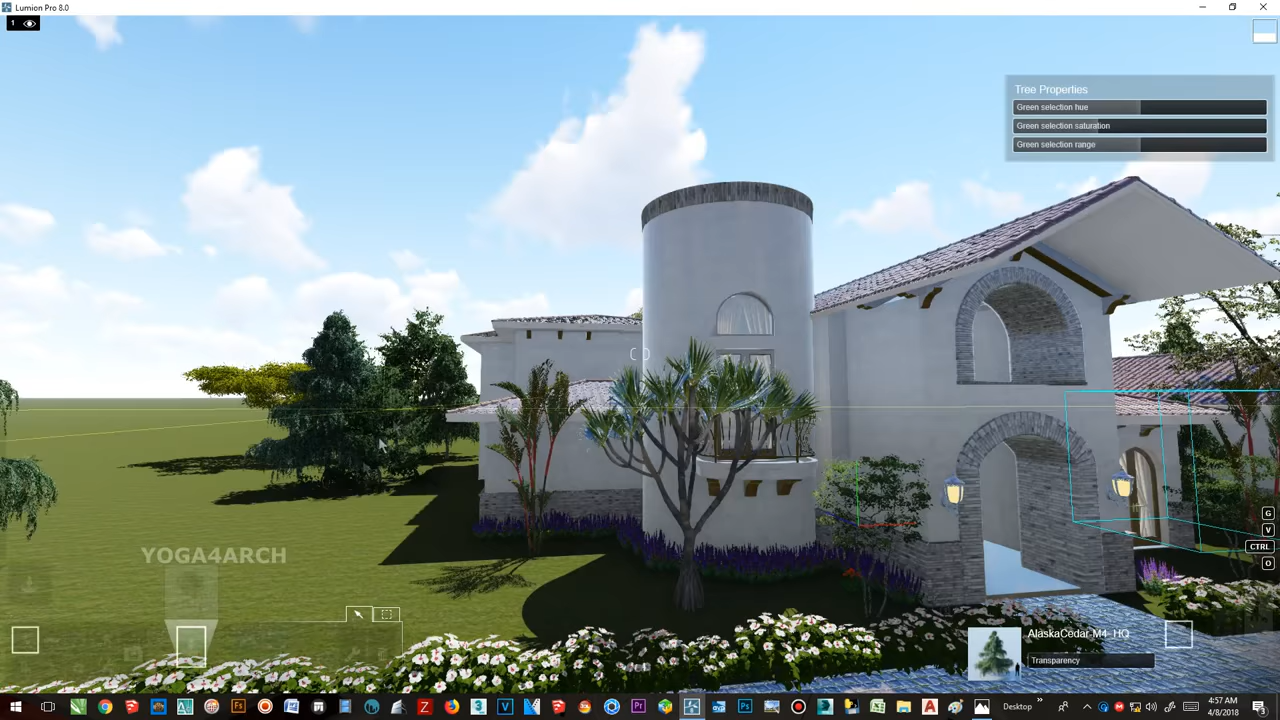 Lumion Pro 8.0
1
Tree Properties
Green selection hue
Green selection saturation
Green selection range
G
V
CTRL
O
YOGA4ARCH
AlaskaCedar M4- HQ
Transparency
Desktop
4:57 AM
4/8/2018